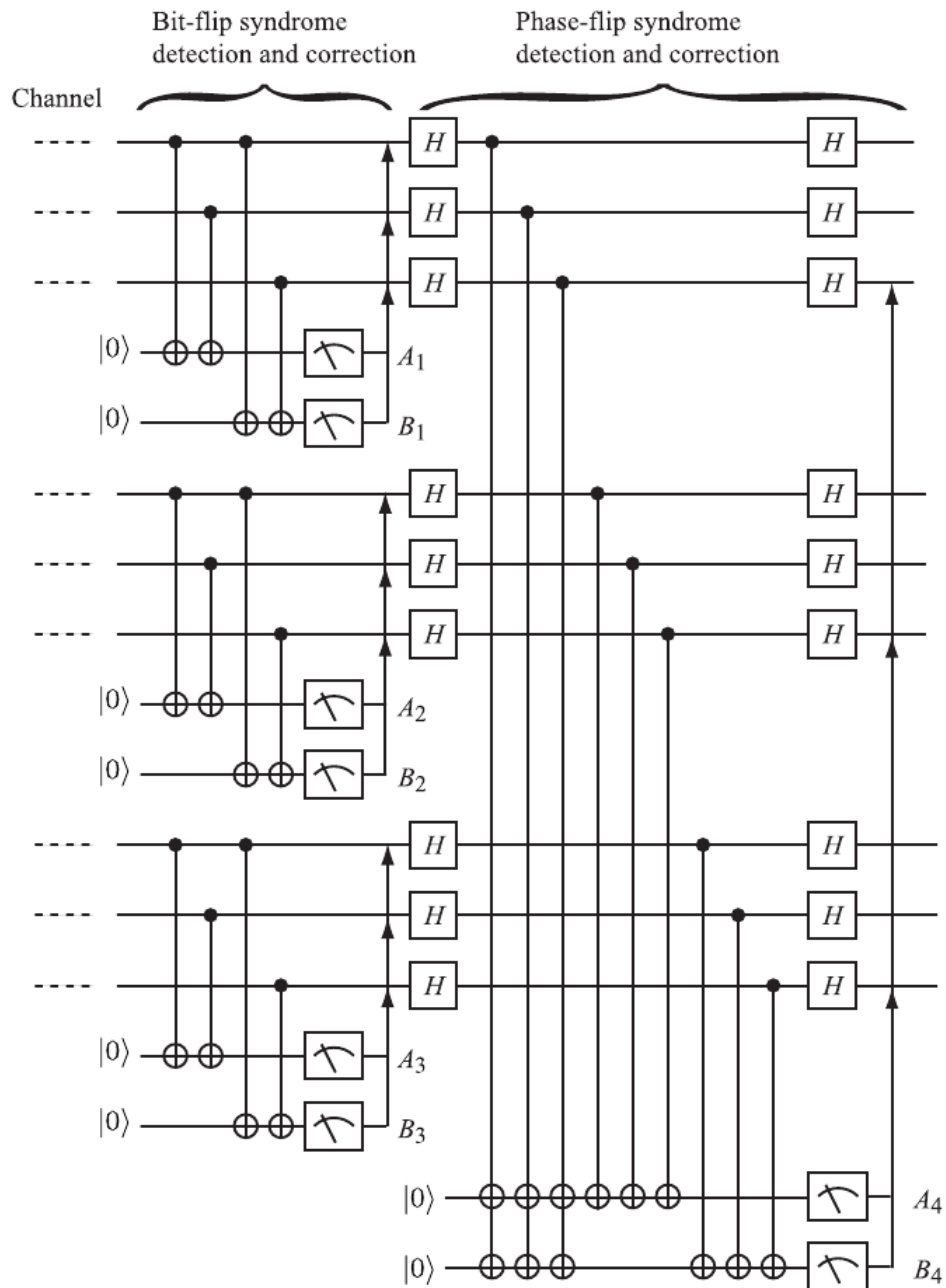 Bit-flip syndrome
detection and correction
Phase-flip syndrome
detection and correction
Channel
H H
H H
H H
|0⟩ A1
|0⟩ B1
H H
H H
H H
|0⟩ A2
|0⟩ B2
H H
H H
H H
|0⟩ A3
|0⟩ B3
|0⟩ A4
|0⟩ B4